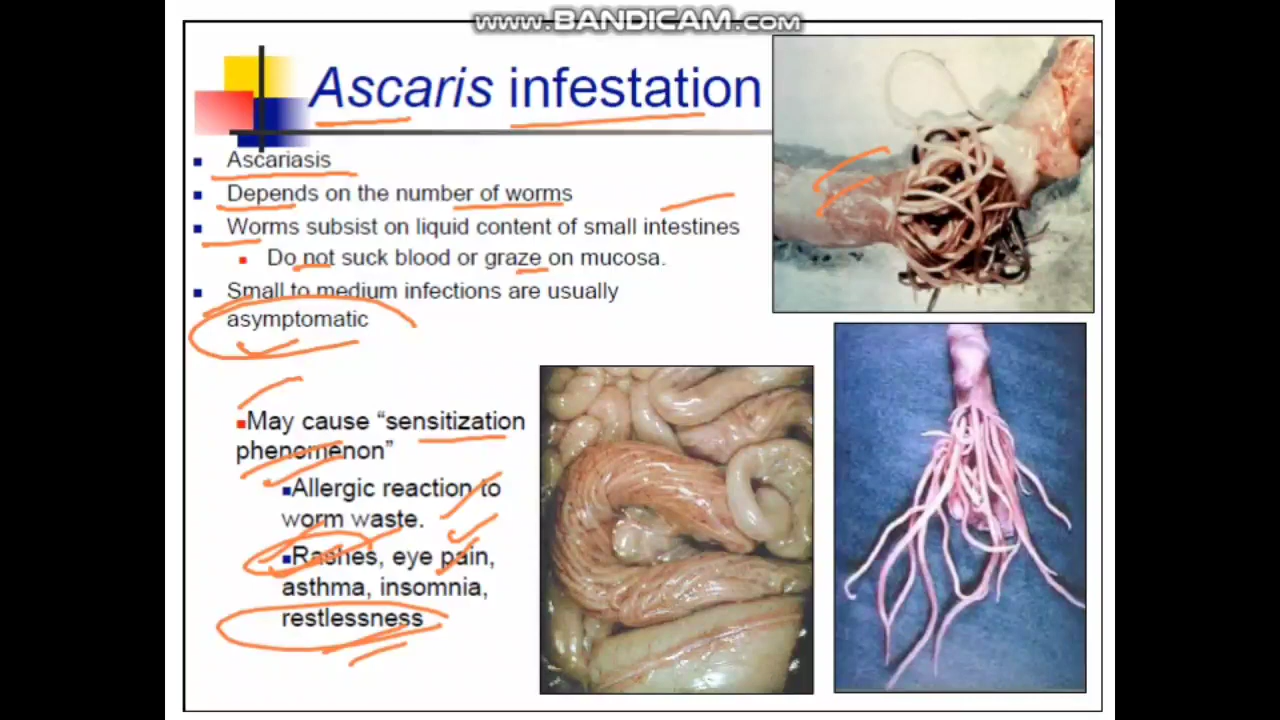 www.BANDICAM.com
Ascaris infestation
Ascariasis
Depends on the number of worms
Worms subsist on liquid content of small intestines
Do not suck blood or graze on mucosa.
Small to medium infections are usually
asymptomatic
May cause “sensitization
phenomenon”
Allergic reaction to
worm waste.
Rashes, eye pain,
asthma, insomnia,
restlessness